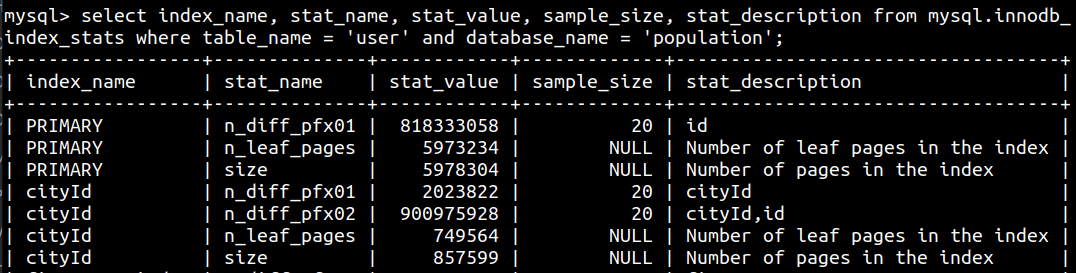 mysql> select index_name, stat_name, stat_value, sample_size, stat_description from mysql.innodb_
index_stats where table_name = 'user' and database_name = 'population';
+-----------------+--------------+------------+-------------+-----------------------------------+
| index_name      | stat_name    | stat_value | sample_size | stat_description                  |
+-----------------+--------------+------------+-------------+-----------------------------------+
| PRIMARY         | n_diff_pfx01 |  818333058 |          20 | id                                |
| PRIMARY         | n_leaf_pages |    5973234 |        NULL | Number of leaf pages in the index |
| PRIMARY         | size         |    5978304 |        NULL | Number of pages in the index      |
| cityId          | n_diff_pfx01 |    2023822 |          20 | cityId                            |
| cityId          | n_diff_pfx02 |  900975928 |          20 | cityId,id                         |
| cityId          | n_leaf_pages |     749564 |        NULL | Number of leaf pages in the index |
| cityId          | size         |     857599 |        NULL | Number of pages in the index      |